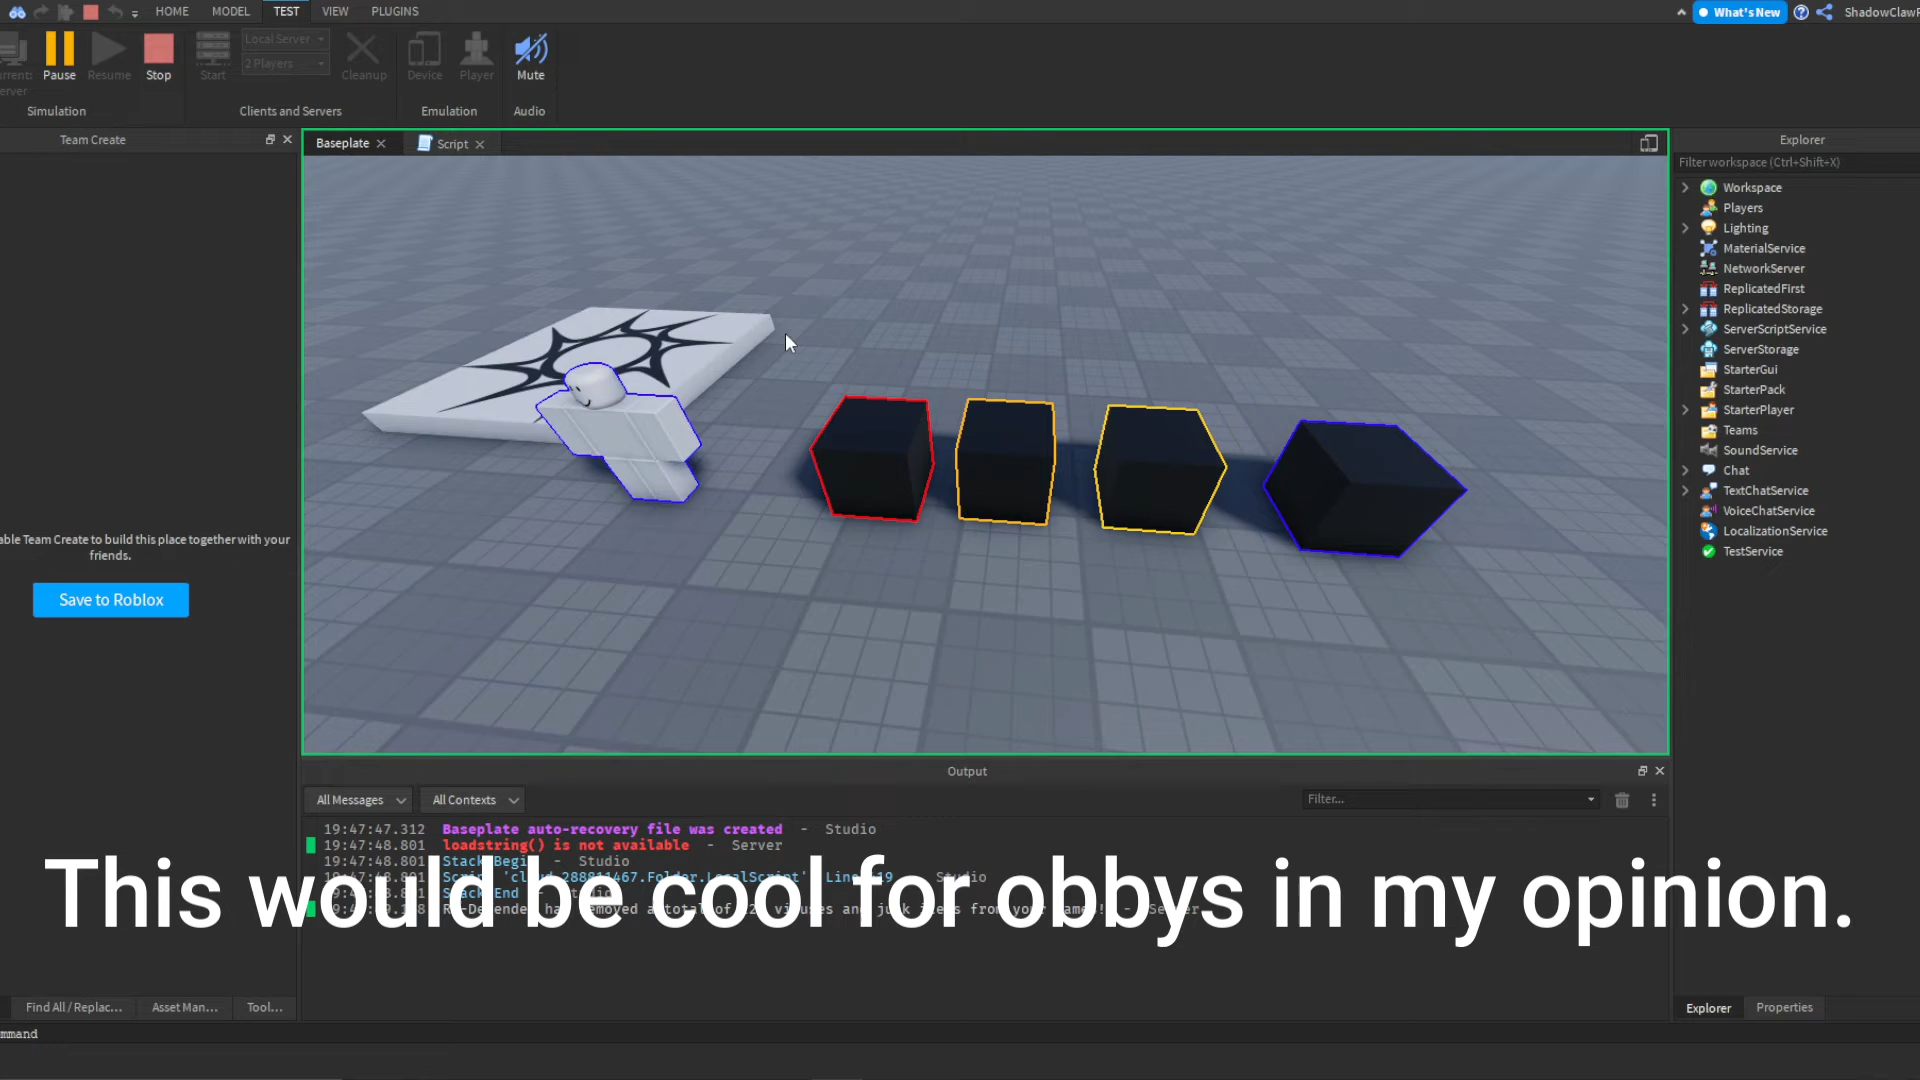 HOME MODEL TEST VIEW PLUGINS
What's New
Pause Resume Stop Start Local Server 2 Players Cleanup Device Player Mute
Simulation Clients and Servers Emulation Audio
Team Create
Baseplate Script
Explorer
Filter workspace (Ctrl+Shift+X)
Workspace
Players
Lighting
MaterialService
NetworkServer
ReplicatedFirst
ReplicatedStorage
ServerScriptService
ServerStorage
StarterGui
StarterPack
StarterPlayer
Teams
SoundService
Chat
TextChatService
VoiceChatService
LocalizationService
TestService
Team Create to build this place together with your
friends.
Save to Roblox
Output
All Messages All Contexts Filter...
19:47:47.312 Baseplate auto-recovery file was created - Studio
19:47:48.801 loadstring() is not available - Server
19:47:48.801 Stack Begin - Studio
This would be cool for obbys in my opinion.
Find All / Replac... Asset Man... Tool...
Explorer Properties